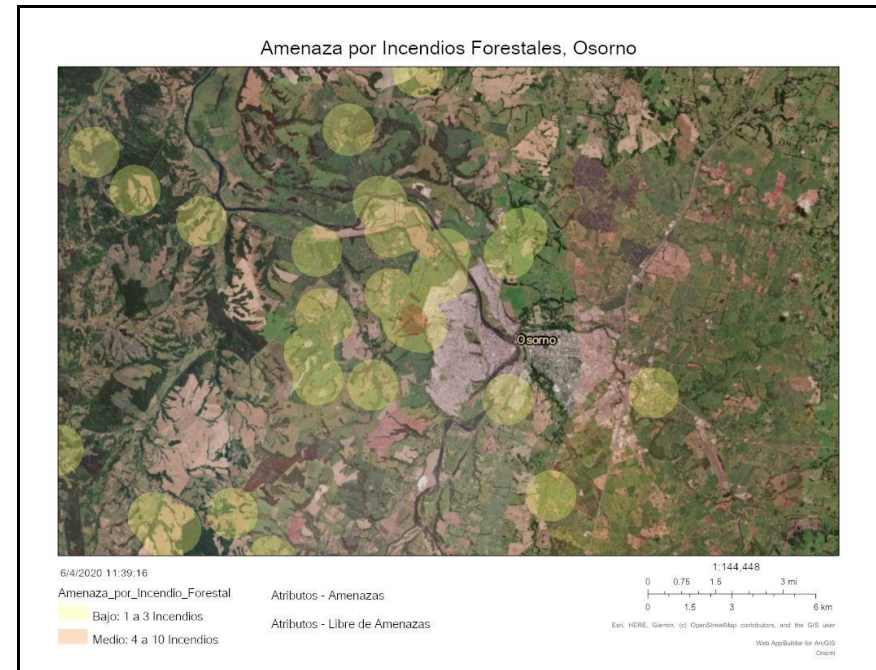 Amenaza por Incendios Forestales, Osorno
Osorno
6/4/2020 11:39:16
Amenaza_por_Incendio_Forestal
Bajo: 1 a 3 Incendios
Medio: 4 a 10 Incendios
Atributos - Amenazas
Atributos - Libre de Amenazas
1:144,448
0 0.75 1.5 3 mi
0 1.5 3 6 km
Esri, HERE, Garmin, (c) OpenStreetMap contributors, and the GIS user
Web AppBuilder for ArcGIS
Onemi